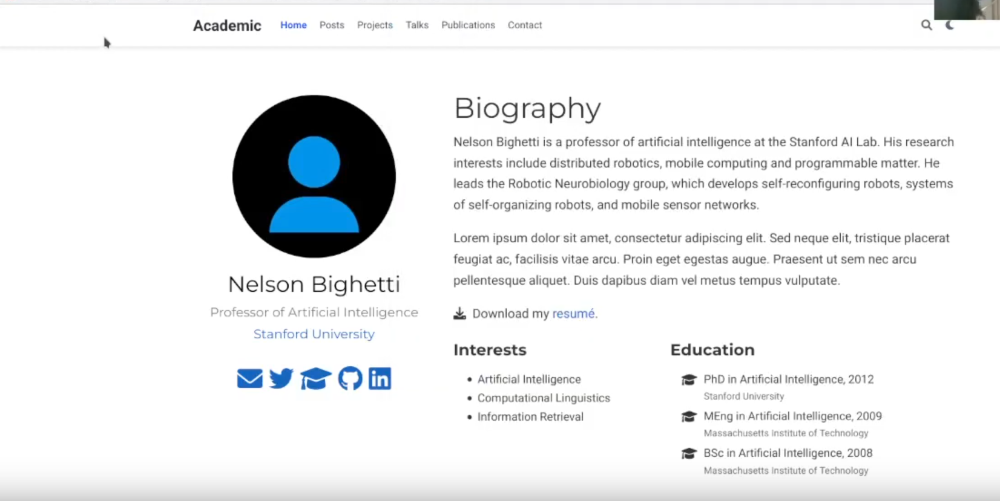 Academic Home Posts Projects Talks Publications Contact
Biography
Nelson Bighetti is a professor of artificial intelligence at the Stanford AI Lab. His research
interests include distributed robotics, mobile computing and programmable matter. He
leads the Robotic Neurobiology group, which develops self-reconfiguring robots, systems
of self-organizing robots, and mobile sensor networks.
Lorem ipsum dolor sit amet, consectetur adipiscing elit. Sed neque elit, tristique placerat
feugiat ac, facilisis vitae arcu. Proin eget egestas augue. Praesent ut sem nec arcu
pellentesque aliquet. Duis dapibus diam vel metus tempus vulputate.
Download my resumé.
Nelson Bighetti
Professor of Artificial Intelligence
Stanford University
in
Interests
• Artificial Intelligence
• Computational Linguistics
• Information Retrieval
Education
PhD in Artificial Intelligence, 2012
Stanford University
MEng in Artificial Intelligence, 2009
Massachusetts Institute of Technology
BSc in Artificial Intelligence, 2008
Massachusetts Institute of Technology